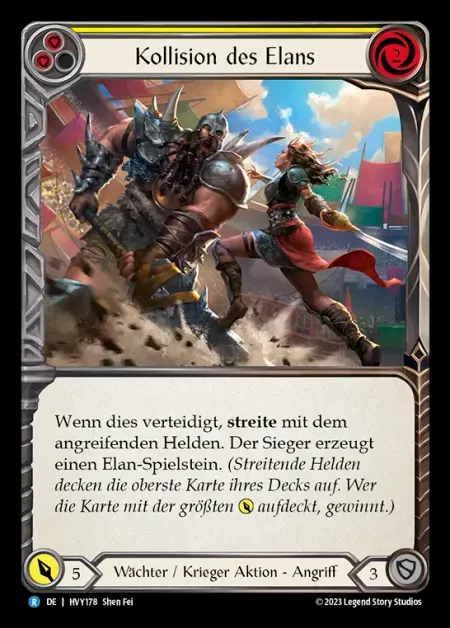 Kollision des Elans
2
Wenn dies verteidigt, streite mit dem
angreifenden Helden. Der Sieger erzeugt
einen Elan-Spielstein. (Streitende Helden
decken die oberste Karte ihres Decks auf. Wer
die Karte mit der größten aufdeckt, gewinnt.)
5
Wächter / Krieger Aktion - Angriff
3
R DE | HVY178 Shen Fei
© 2023 Legend Story Studios